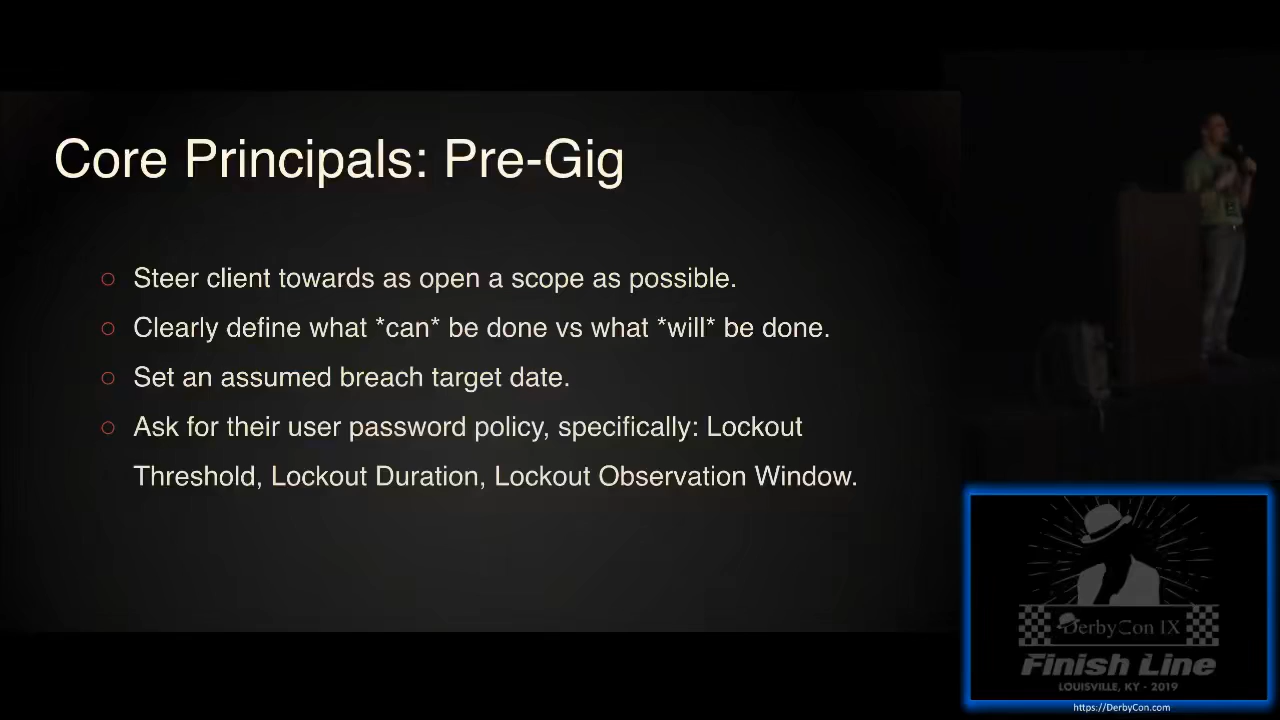 Core Principals: Pre-Gig
○ Steer client towards as open a scope as possible.
○ Clearly define what *can* be done vs what *will* be done.
○ Set an assumed breach target date.
○ Ask for their user password policy, specifically: Lockout
Threshold, Lockout Duration, Lockout Observation Window.
DerbyCon IX
Finish Line
LOUISVILLE, KY - 2019
https://DerbyCon.com